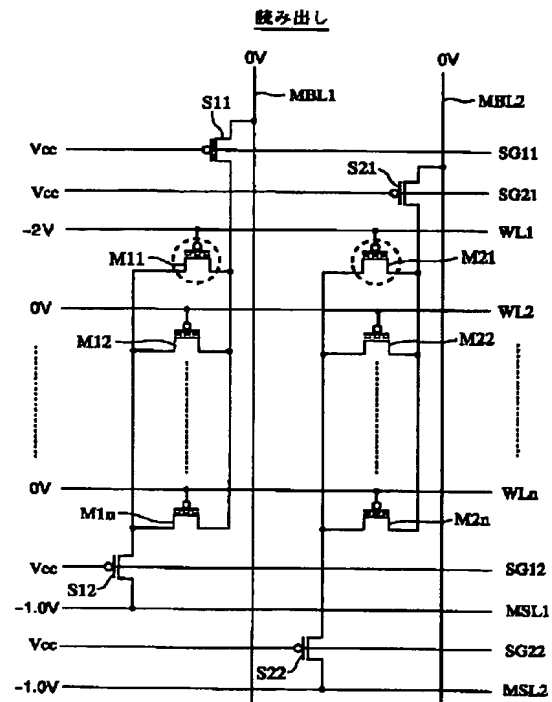 読み出し
0V 0V
S11 MBL1 MBL2
Vcc S21 SG11
Vcc SG21
-2V WL1
M11 M21
0V WL2
M12 M22
0V WLn
M1n M2n
Vcc SG12
S12
-1.0V MSL1
Vcc SG22
S22
-1.0V MSL2